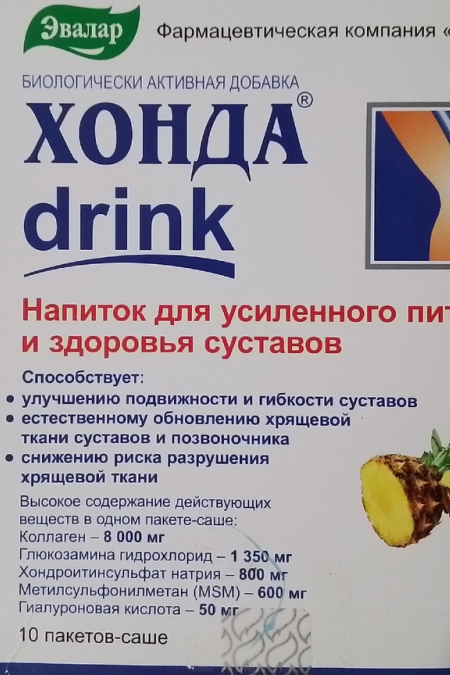 Эвалар
Фармацевтическая компания «
БИОЛОГИЧЕСКИ АКТИВНАЯ ДОБАВКА
ХОНДА®
drink
Напиток для усиленного пит
и здоровья суставов
Способствует:
• улучшению подвижности и гибкости суставов
• естественному обновлению хрящевой
ткани суставов и позвоночника
• снижению риска разрушения
хрящевой ткани
Высокое содержание действующих
веществ в одном пакете-саше:
Коллаген – 8 000 мг
Глюкозамина гидрохлорид – 1 350 мг
Хондроитинсульфат натрия – 800 мг
Метилсульфонилметан (MSM) – 600 мг
Гиалуроновая кислота – 50 мг
10 пакетов-саше